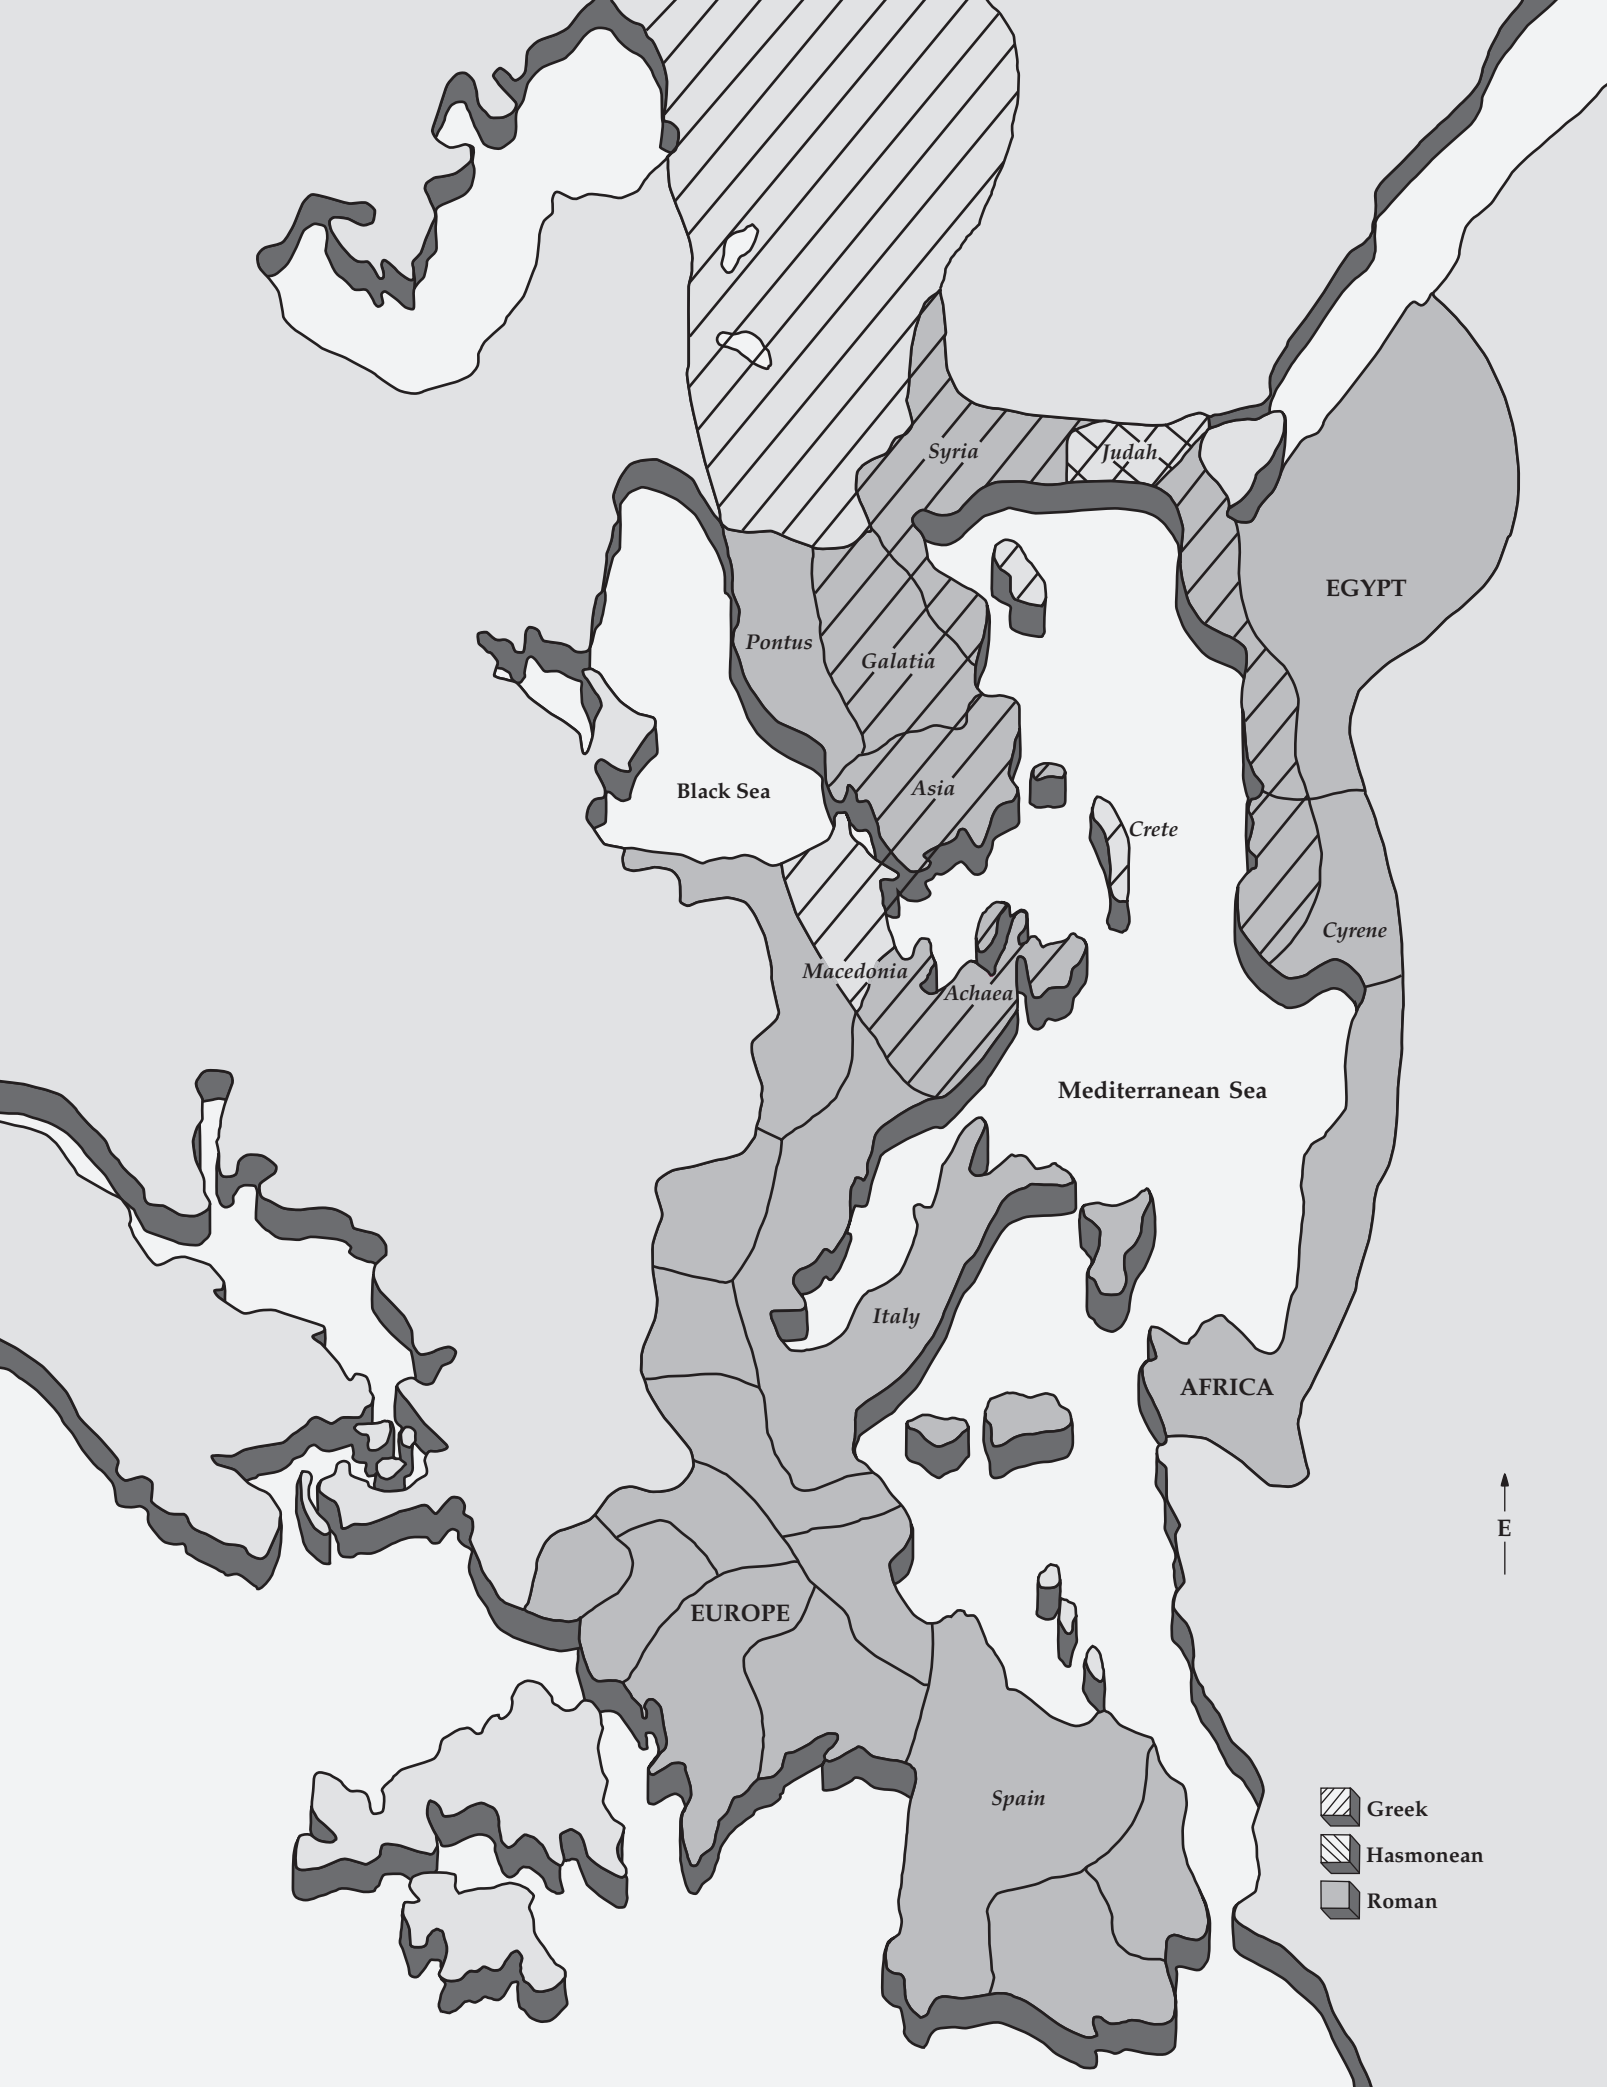 Syria
Judah
EGYPT
Pontus
Galatia
Black Sea
Asia
Crete
Cyrene
Macedonia
Achaea
Mediterranean Sea
Italy
AFRICA
E
EUROPE
Spain
Greek
Hasmonean
Roman